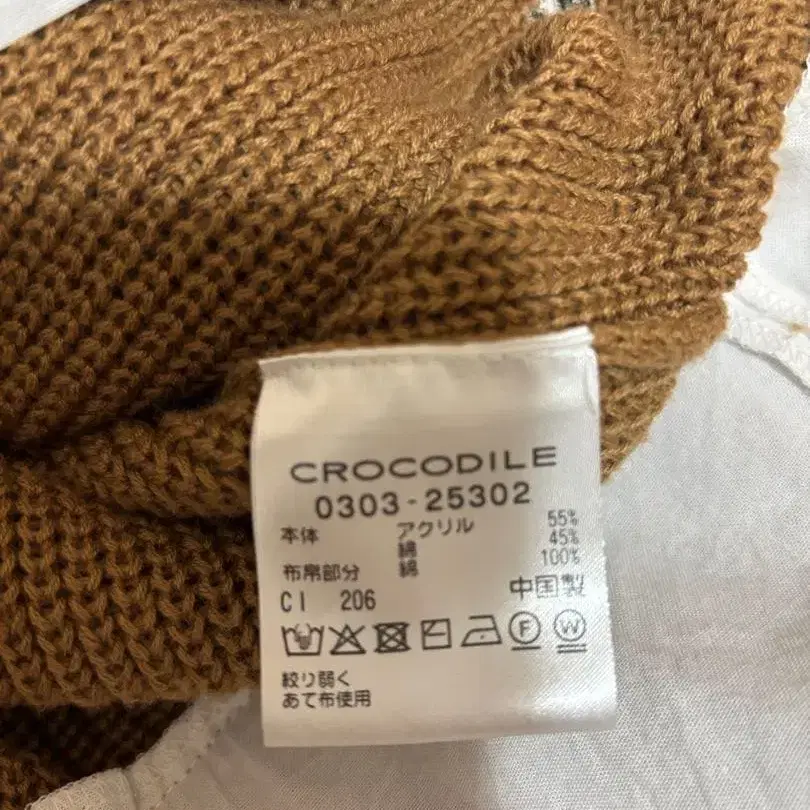 CROCODILE
0303-25302
本体 アクリル 55%
綿 45%
布帛部分 綿 100%
CI 206 中国製
F W
絞り弱く
あて布使用